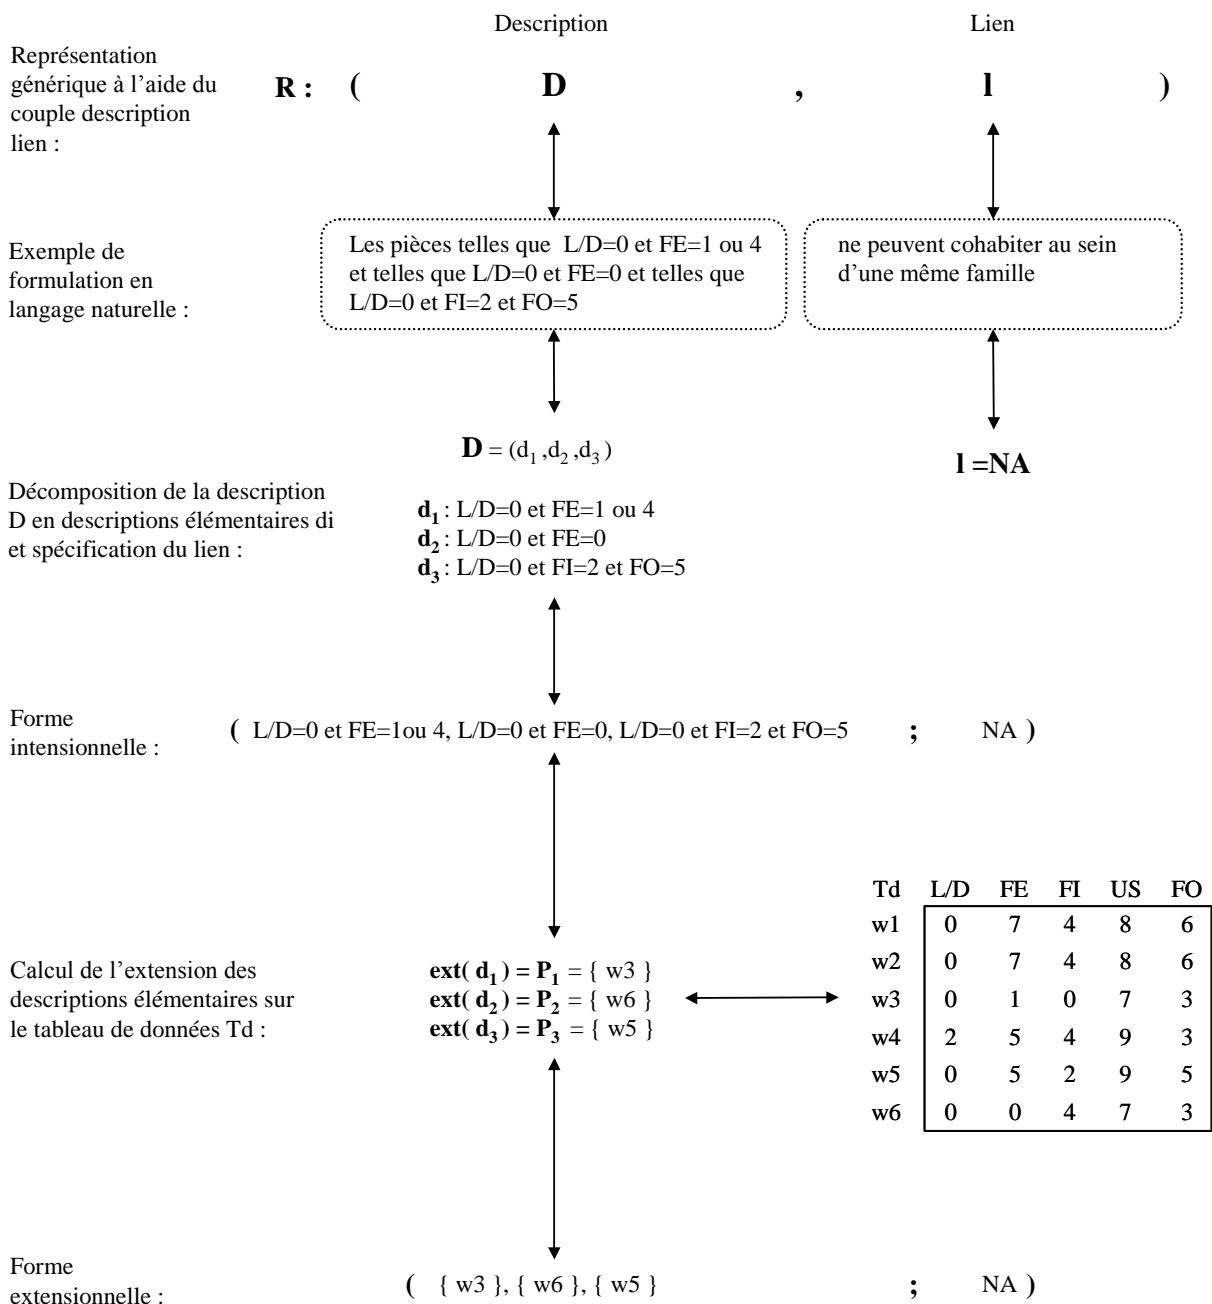 Description Lien
Représentation
générique à l'aide du
couple description
lien :
R : ( D , l )
Exemple de
formulation en
langage naturelle :
Les pièces telles que L/D=0 et FE=1 ou 4
et telles que L/D=0 et FE=0 et telles que
L/D=0 et FI=2 et FO=5
ne peuvent cohabiter au sein
d'une même famille
D = (d1 ,d2 ,d3 )
l =NA
Décomposition de la description
D en descriptions élémentaires di
et spécification du lien :
d1 : L/D=0 et FE=1 ou 4
d2 : L/D=0 et FE=0
d3 : L/D=0 et FI=2 et FO=5
Forme
intensionnelle :
( L/D=0 et FE=1ou 4, L/D=0 et FE=0, L/D=0 et FI=2 et FO=5 ; NA )
Calcul de l'extension des
descriptions élémentaires sur
le tableau de données Td :
ext( d1 ) = P1 = { w3 }
ext( d2 ) = P2 = { w6 }
ext( d3 ) = P3 = { w5 }
Td L/D FE FI US FO
w1 0 7 4 8 6
w2 0 7 4 8 6
w3 0 1 0 7 3
w4 2 5 4 9 3
w5 0 5 2 9 5
w6 0 0 4 7 3
Forme
extensionnelle :
( { w3 }, { w6 }, { w5 } ; NA )